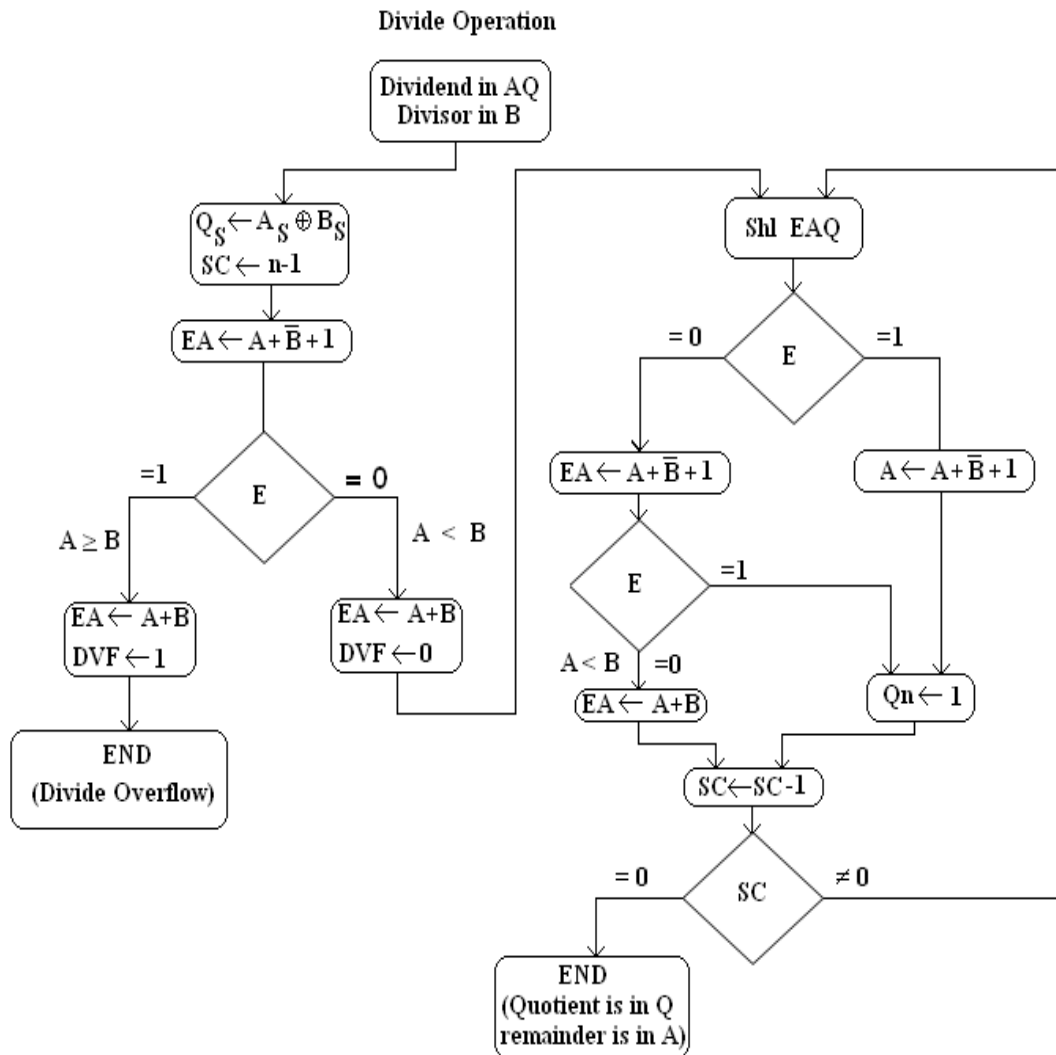 Divide Operation
Dividend in AQ
Divisor in B
Q_S ← A_S ⊕ B_S
SC ← n-1
EA ← A + B̅ + 1
E
=1
= 0
A ≥ B
A < B
EA ← A+B
DVF ← 1
EA ← A+B
DVF ← 0
END
(Divide Overflow)
Shl EAQ
E
= 0
=1
EA ← A + B̅ + 1
A ← A + B̅ + 1
E
=1
A < B
=0
EA ← A+B
Qn ← 1
SC ← SC -1
SC
= 0
≠ 0
END
(Quotient is in Q
remainder is in A)